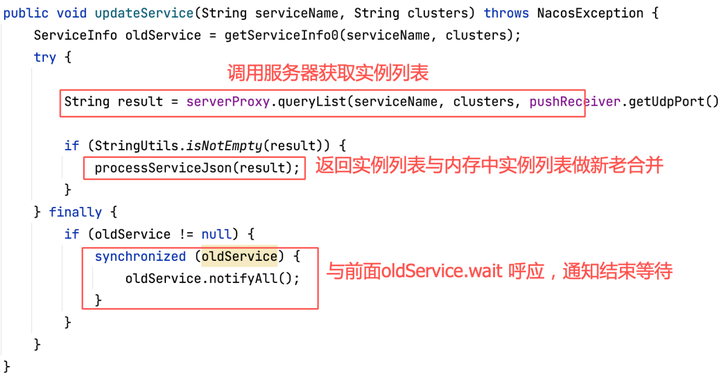 public void updateService(String serviceName, String clusters) throws NacosException {
ServiceInfo oldService = getServiceInfo0(serviceName, clusters);
try {
调用服务器获取实例列表
String result = serverProxy.queryList(serviceName, clusters, pushReceiver.getUdpPort()
if (StringUtils.isNotEmpty(result)) {
processServiceJson(result); 返回实例列表与内存中实例列表做新老合并
}
} finally {
if (oldService != null) {
synchronized (oldService) {
oldService.notifyAll(); 与前面oldService.wait 呼应，通知结束等待
}
}
}
}